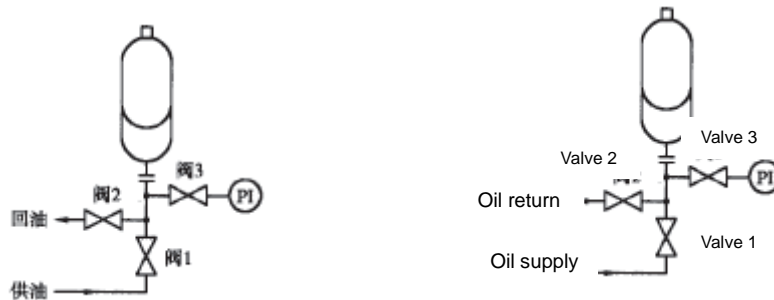 阀3
PI
阀2
回油
阀1
供油
Valve 3
Valve 2
PI
Oil return
Valve 1
Oil supply